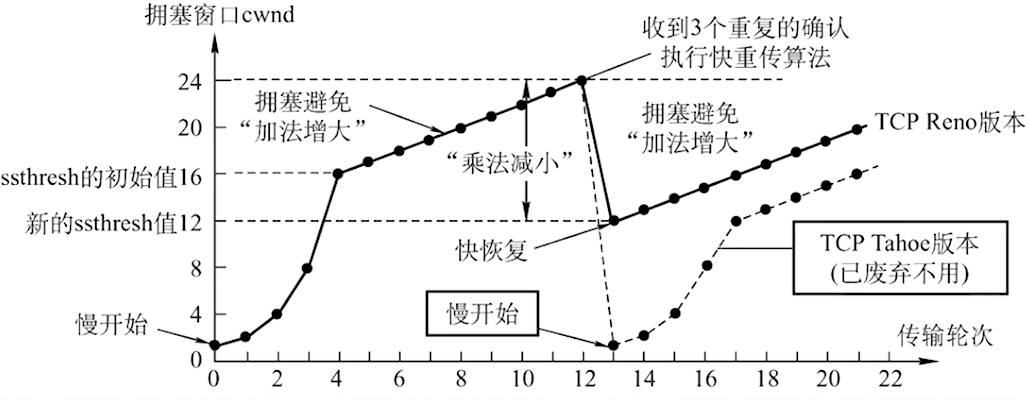 拥塞窗口cwnd
收到3个重复的确认
执行快重传算法
24
拥塞避免
“加法增大”
拥塞避免
“加法增大”
20
TCP Reno版本
“乘法减小”
ssthresh的初始值16
新的ssthresh值12
快恢复
TCP Tahoe版本
(已废弃不用)
8
4
慢开始
慢开始
传输轮次
0
0 2 4 6 8 10 12 14 16 18 20 22